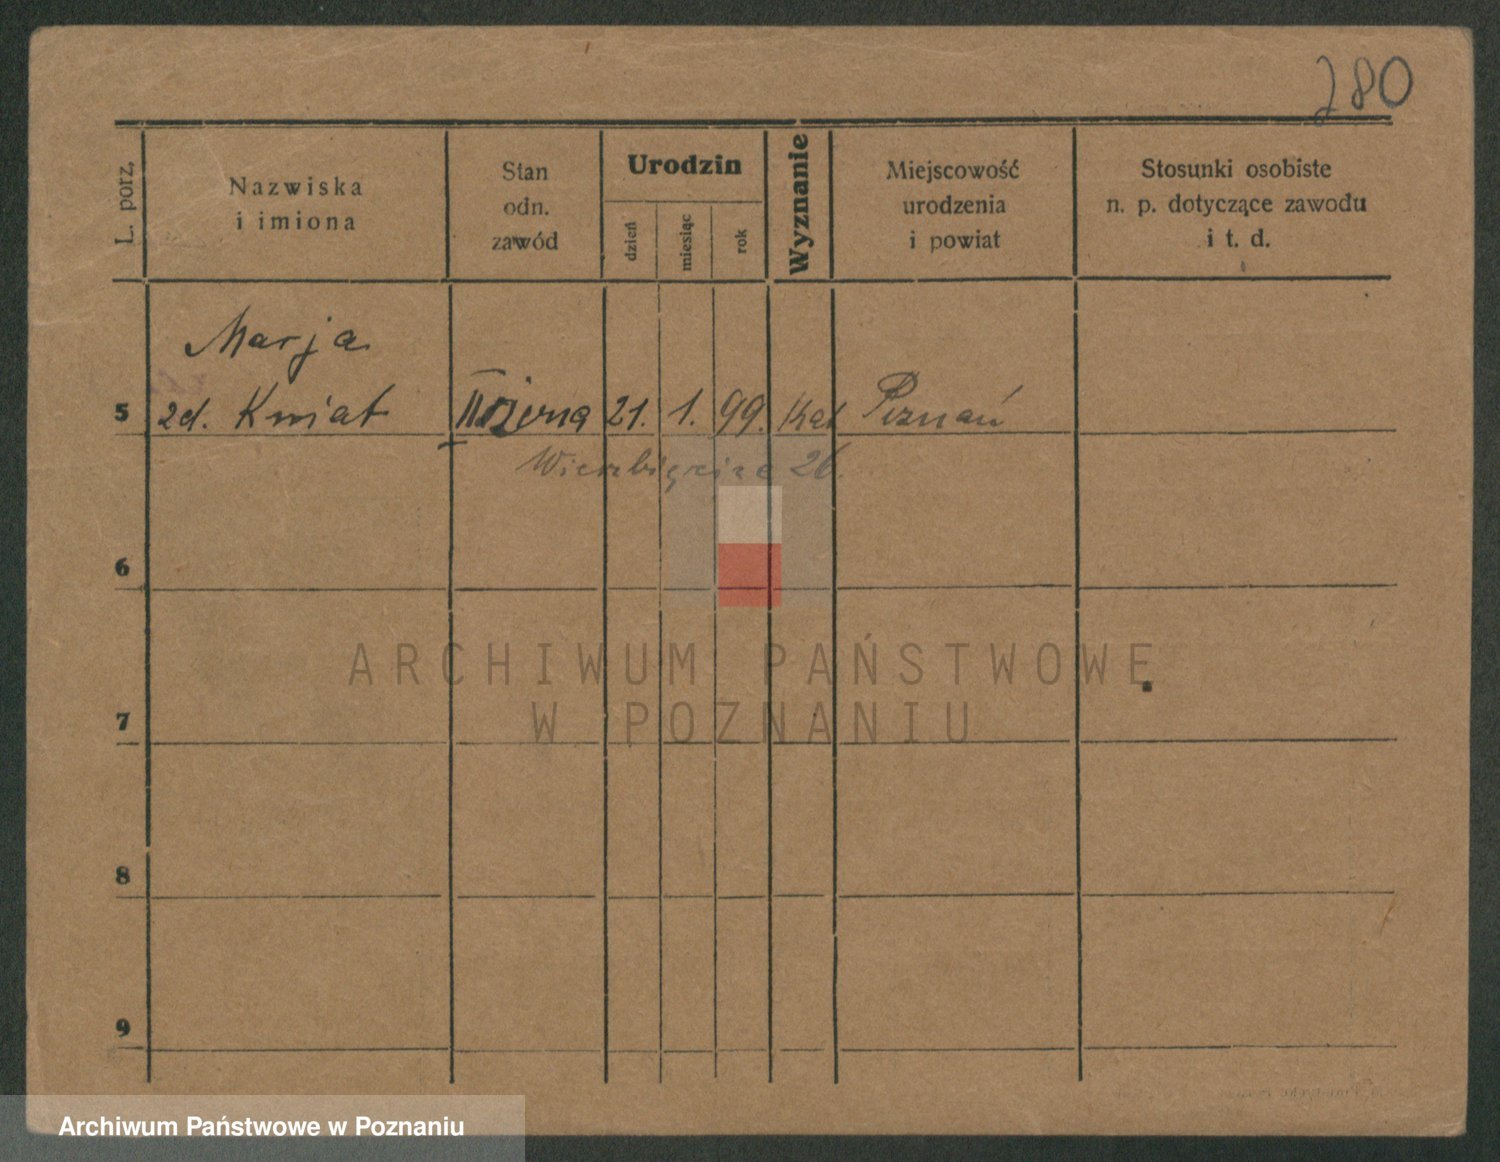 280
L. porz.
Nazwiska
i imiona
Stan
odn.
zawód
Urodzin
dzień
miesiąc
rok
Wyznanie
Miejscowość
urodzenia
i powiat
Stosunki osobiste
n. p. dotyczące zawodu
i t. d.
Marja
5 zd. Kwiat II żona 21. 1. 99. kat Poznań
26.
6
7
8
9
ARCHIWUM PAŃSTWOWE
W POZNANIU
Archiwum Państwowe w Poznaniu